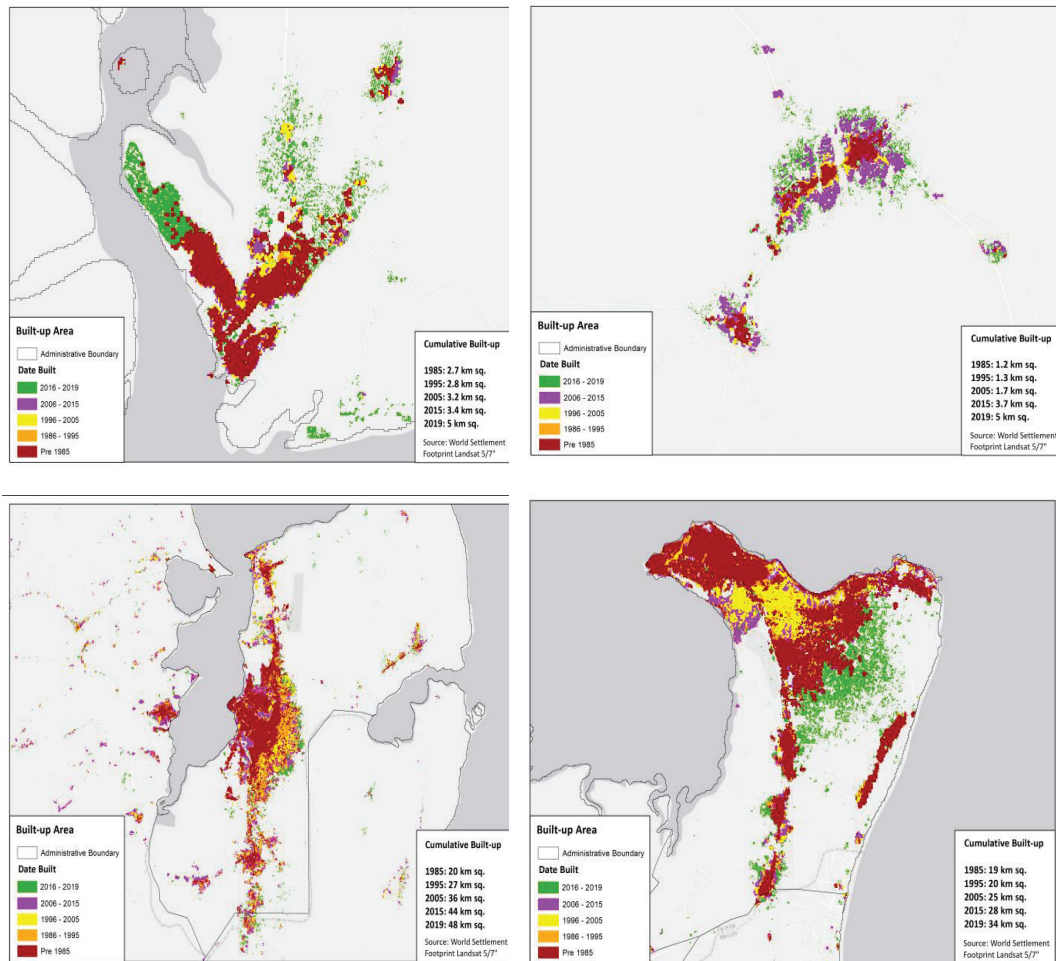 Built-up Area
Administrative Boundary
Date Built
2016 - 2019
2006 - 2015
1996 - 2005
1986 - 1995
Pre 1985
Cumulative Built-up
1985: 2.7 km sq.
1995: 2.8 km sq.
2005: 3.2 km sq.
2015: 3.4 km sq.
2019: 5 km sq.
Source: World Settlement
Footprint Landsat 5/7"
Built-up Area
Administrative Boundary
Date Built
2016 - 2019
2006 - 2015
1996 - 2005
1986 - 1995
Pre 1985
Cumulative Built-up
1985: 1.2 km sq.
1995: 1.3 km sq.
2005: 1.7 km sq.
2015: 3.7 km sq.
2019: 5 km sq.
Source: World Settlement
Footprint Landsat 5/7"
Built-up Area
Administrative Boundary
Date Built
2016 - 2019
2006 - 2015
1996 - 2005
1986 - 1995
Pre 1985
Cumulative Built-up
1985: 20 km sq.
1995: 27 km sq.
2005: 36 km sq.
2015: 44 km sq.
2019: 48 km sq.
Source: World Settlement
Footprint Landsat 5/7"
Built-up Area
Administrative Boundary
Date Built
2016 - 2019
2006 - 2015
1996 - 2005
1986 - 1995
Pre 1985
Cumulative Built-up
1985: 19 km sq.
1995: 20 km sq.
2005: 25 km sq.
2015: 28 km sq.
2019: 34 km sq.
Source: World Settlement
Footprint Landsat 5/7"